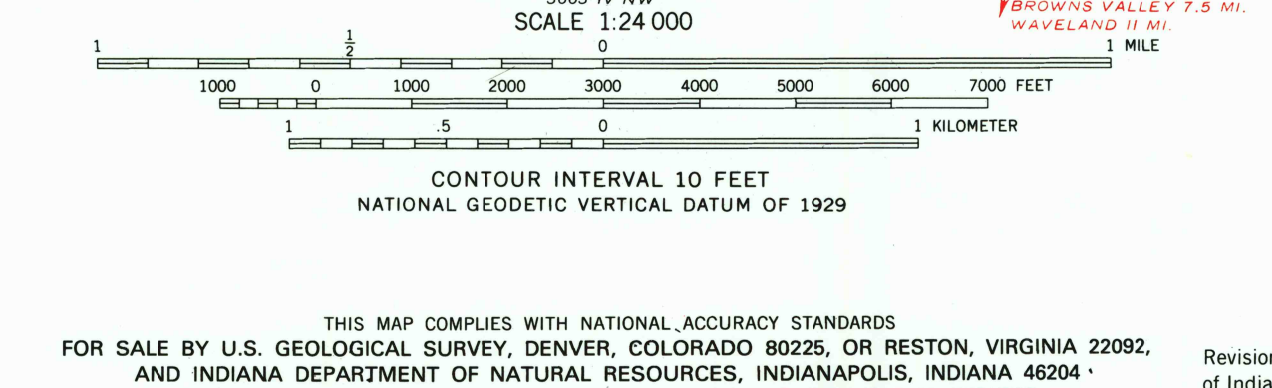 SCALE 1:24 000
BROWNS VALLEY 7.5 MI.
WAVELAND 11 MI.
1 ½ 0 1 MILE
1000 0 1000 2000 3000 4000 5000 6000 7000 FEET
1 .5 0 1 KILOMETER
CONTOUR INTERVAL 10 FEET
NATIONAL GEODETIC VERTICAL DATUM OF 1929
THIS MAP COMPLIES WITH NATIONAL ACCURACY STANDARDS
FOR SALE BY U.S. GEOLOGICAL SURVEY, DENVER, COLORADO 80225, OR RESTON, VIRGINIA 22092,
AND INDIANA DEPARTMENT OF NATURAL RESOURCES, INDIANAPOLIS, INDIANA 46204
Revision
of India